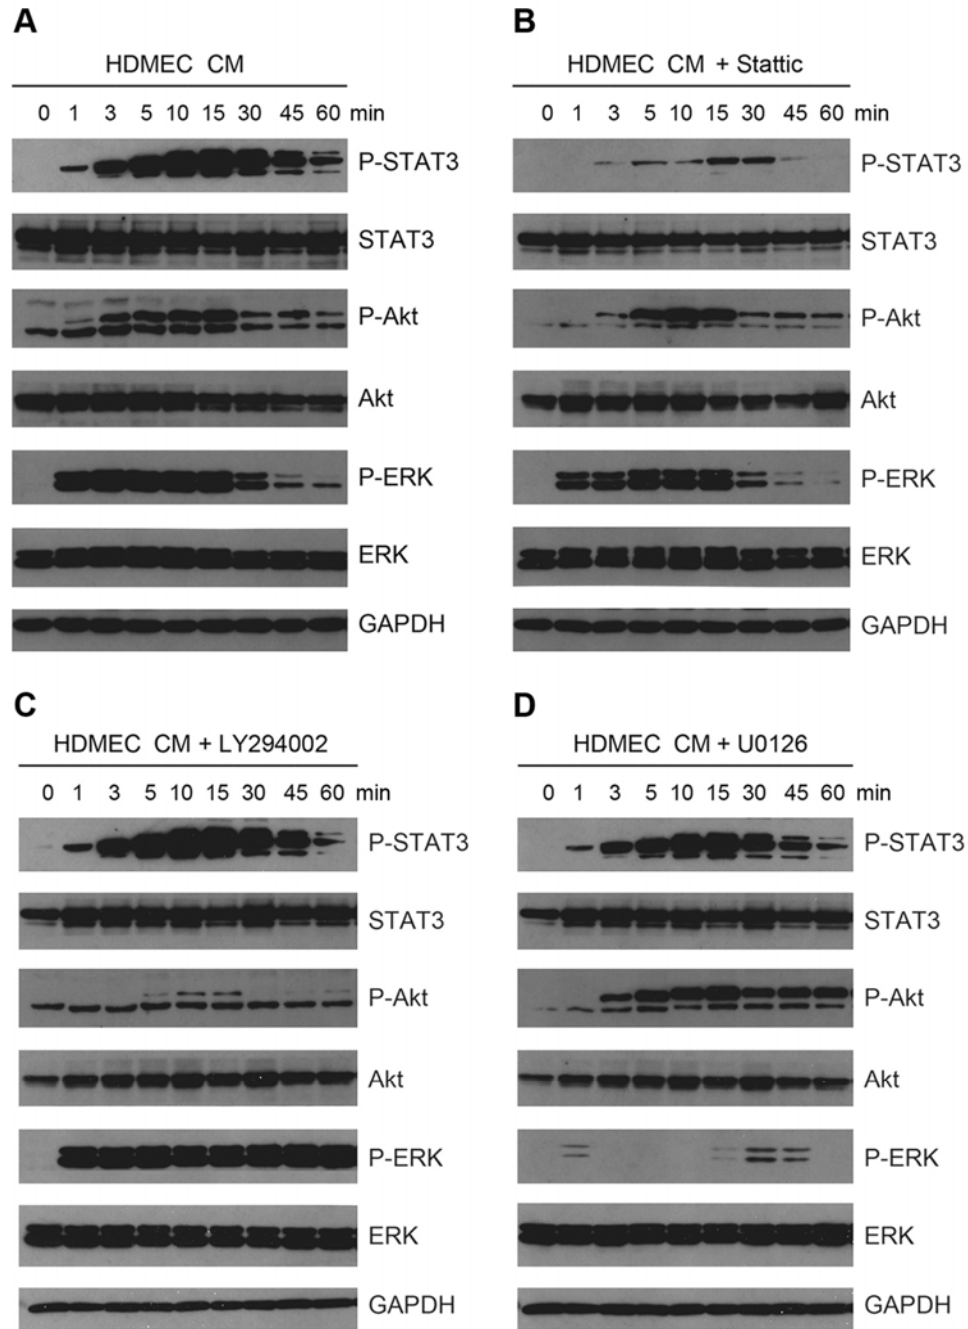 A
HDMEC CM
0 1 3 5 10 15 30 45 60 min
P-STAT3
STAT3
P-Akt
Akt
P-ERK
ERK
GAPDH
B
HDMEC CM + Stattic
0 1 3 5 10 15 30 45 60 min
P-STAT3
STAT3
P-Akt
Akt
P-ERK
ERK
GAPDH
C
HDMEC CM + LY294002
0 1 3 5 10 15 30 45 60 min
P-STAT3
STAT3
P-Akt
Akt
P-ERK
ERK
GAPDH
D
HDMEC CM + U0126
0 1 3 5 10 15 30 45 60 min
P-STAT3
STAT3
P-Akt
Akt
P-ERK
ERK
GAPDH